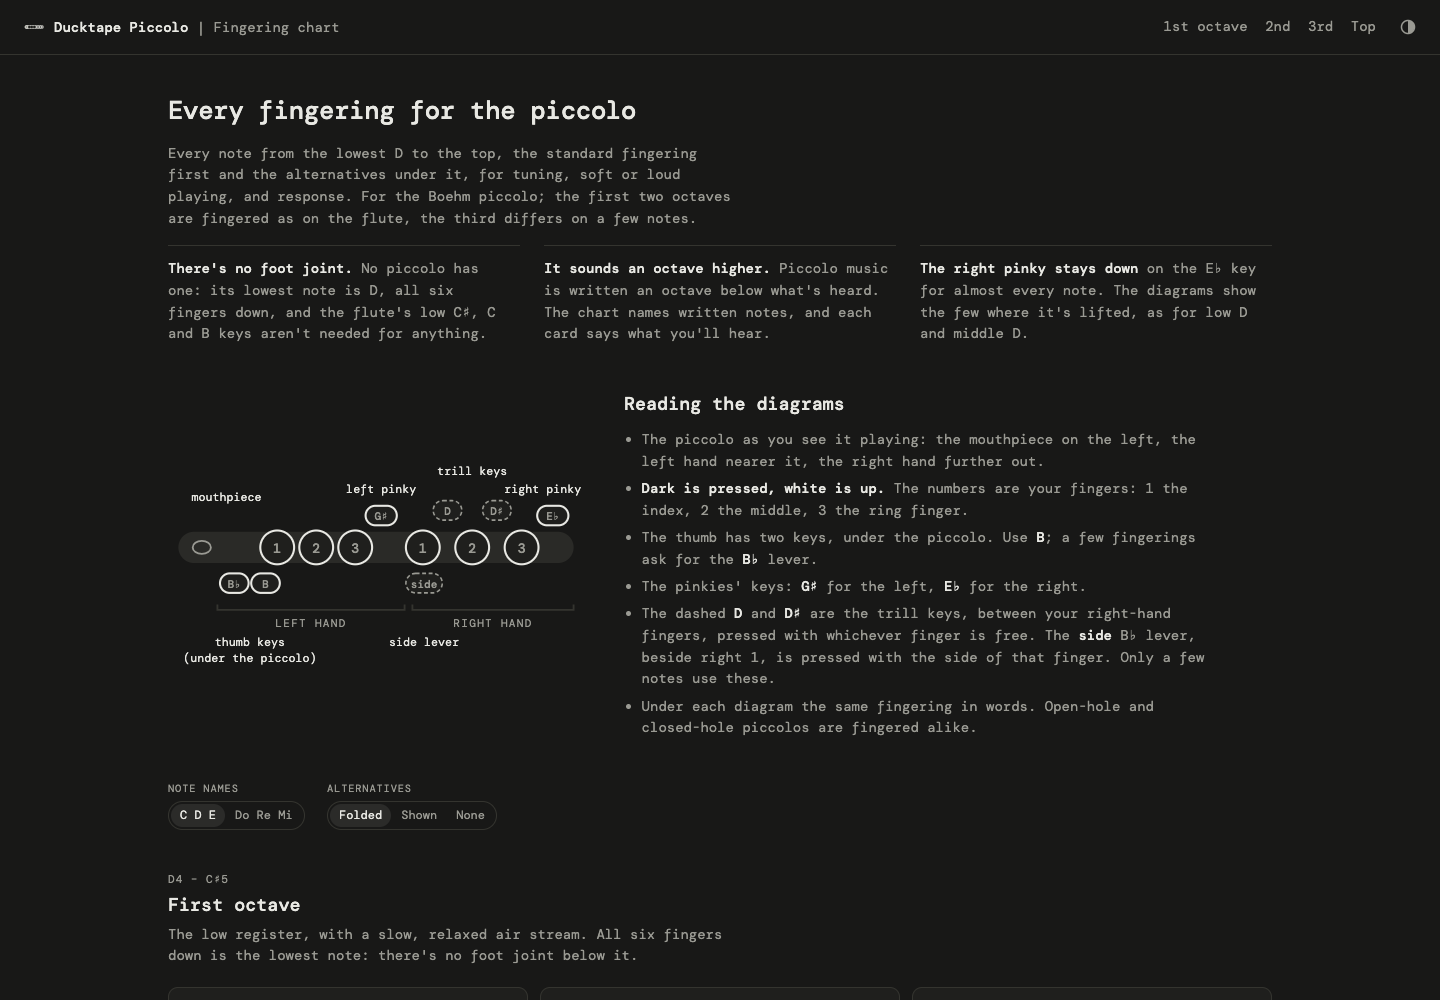 Ducktape Piccolo | Fingering chart
1st octave 2nd 3rd Top
Every fingering for the piccolo
Every note from the lowest D to the top, the standard fingering
first and the alternatives under it, for tuning, soft or loud
playing, and response. For the Boehm piccolo; the first two octaves
are fingered as on the flute, the third differs on a few notes.
There's no foot joint. No piccolo has
one: its lowest note is D, all six
fingers down, and the flute's low C♯, C
and B keys aren't needed for anything.
It sounds an octave higher. Piccolo music
is written an octave below what's heard.
The chart names written notes, and each
card says what you'll hear.
The right pinky stays down on the E♭ key
for almost every note. The diagrams show
the few where it's lifted, as for low D
and middle D.
trill keys
left pinky right pinky
mouthpiece
G♯ D D♯ E♭
1 2 3 1 2 3
B♭ B side
LEFT HAND RIGHT HAND
thumb keys side lever
(under the piccolo)
Reading the diagrams
• The piccolo as you see it playing: the mouthpiece on the left, the
left hand nearer it, the right hand further out.
• Dark is pressed, white is up. The numbers are your fingers: 1 the
index, 2 the middle, 3 the ring finger.
• The thumb has two keys, under the piccolo. Use B; a few fingerings
ask for the B♭ lever.
• The pinkies' keys: G♯ for the left, E♭ for the right.
• The dashed D and D♯ are the trill keys, between your right-hand
fingers, pressed with whichever finger is free. The side B♭ lever,
beside right 1, is pressed with the side of that finger. Only a few
notes use these.
• Under each diagram the same fingering in words. Open-hole and
closed-hole piccolos are fingered alike.
NOTE NAMES ALTERNATIVES
C D E Do Re Mi Folded Shown None
D4 – C♯5
First octave
The low register, with a slow, relaxed air stream. All six fingers
down is the lowest note: there's no foot joint below it.